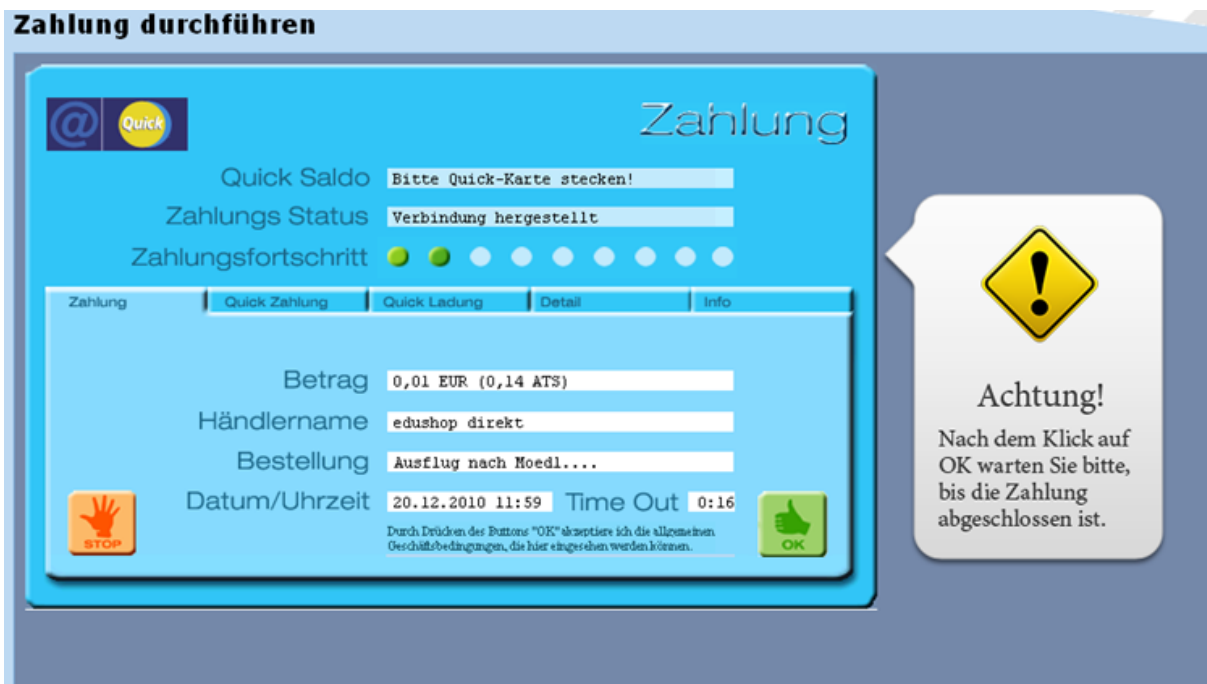 Zahlung durchführen
@ Quick
Zahlung
Quick Saldo Bitte Quick-Karte stecken!
Zahlungs Status Verbindung hergestellt
Zahlungsfortschritt
Zahlung Quick Zahlung Quick Ladung Detail Info
Betrag 0,01 EUR (0,14 ATS)
Händlername edushop direkt
Bestellung Ausflug nach Moedl....
Datum/Uhrzeit 20.12.2010 11:59 Time Out 0:16
Durch Drücken des Buttons "OK" akzeptiere ich die allgemeinen
Geschäftsbedingungen, die hier eingesehen werden können.
STOP
OK
Achtung!
Nach dem Klick auf
OK warten Sie bitte,
bis die Zahlung
abgeschlossen ist.